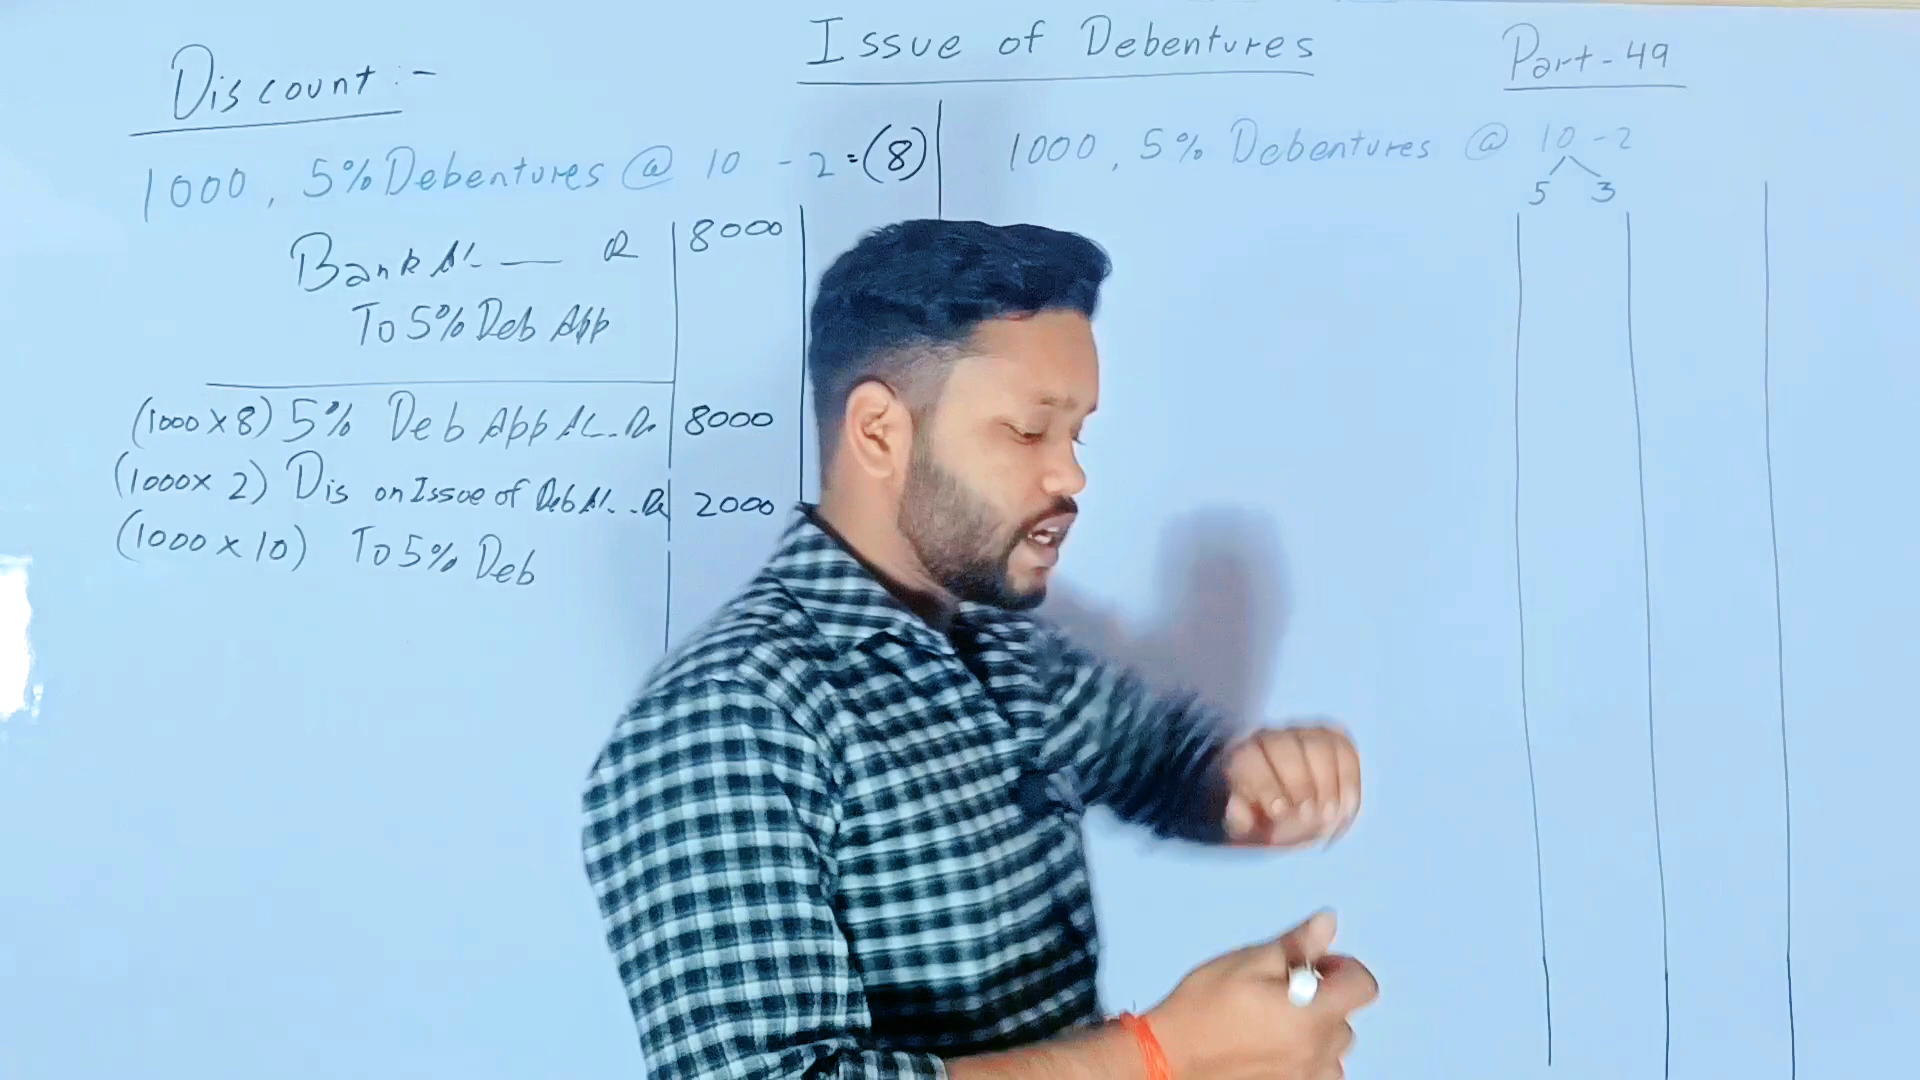 Issue of Debentures
Part-49
Discount:-
1000, 5% Debentures @ 10 - 2 = (8)
Bank A/. — Dr 8000
To 5% Deb App
(1000 x 8) 5% Deb App A/c..Dr 8000
(1000x 2) Dis on Issue of Deb A/...Dr 2000
(1000 x 10) To 5% Deb
1000, 5% Debentures @ 10 - 2
5 3